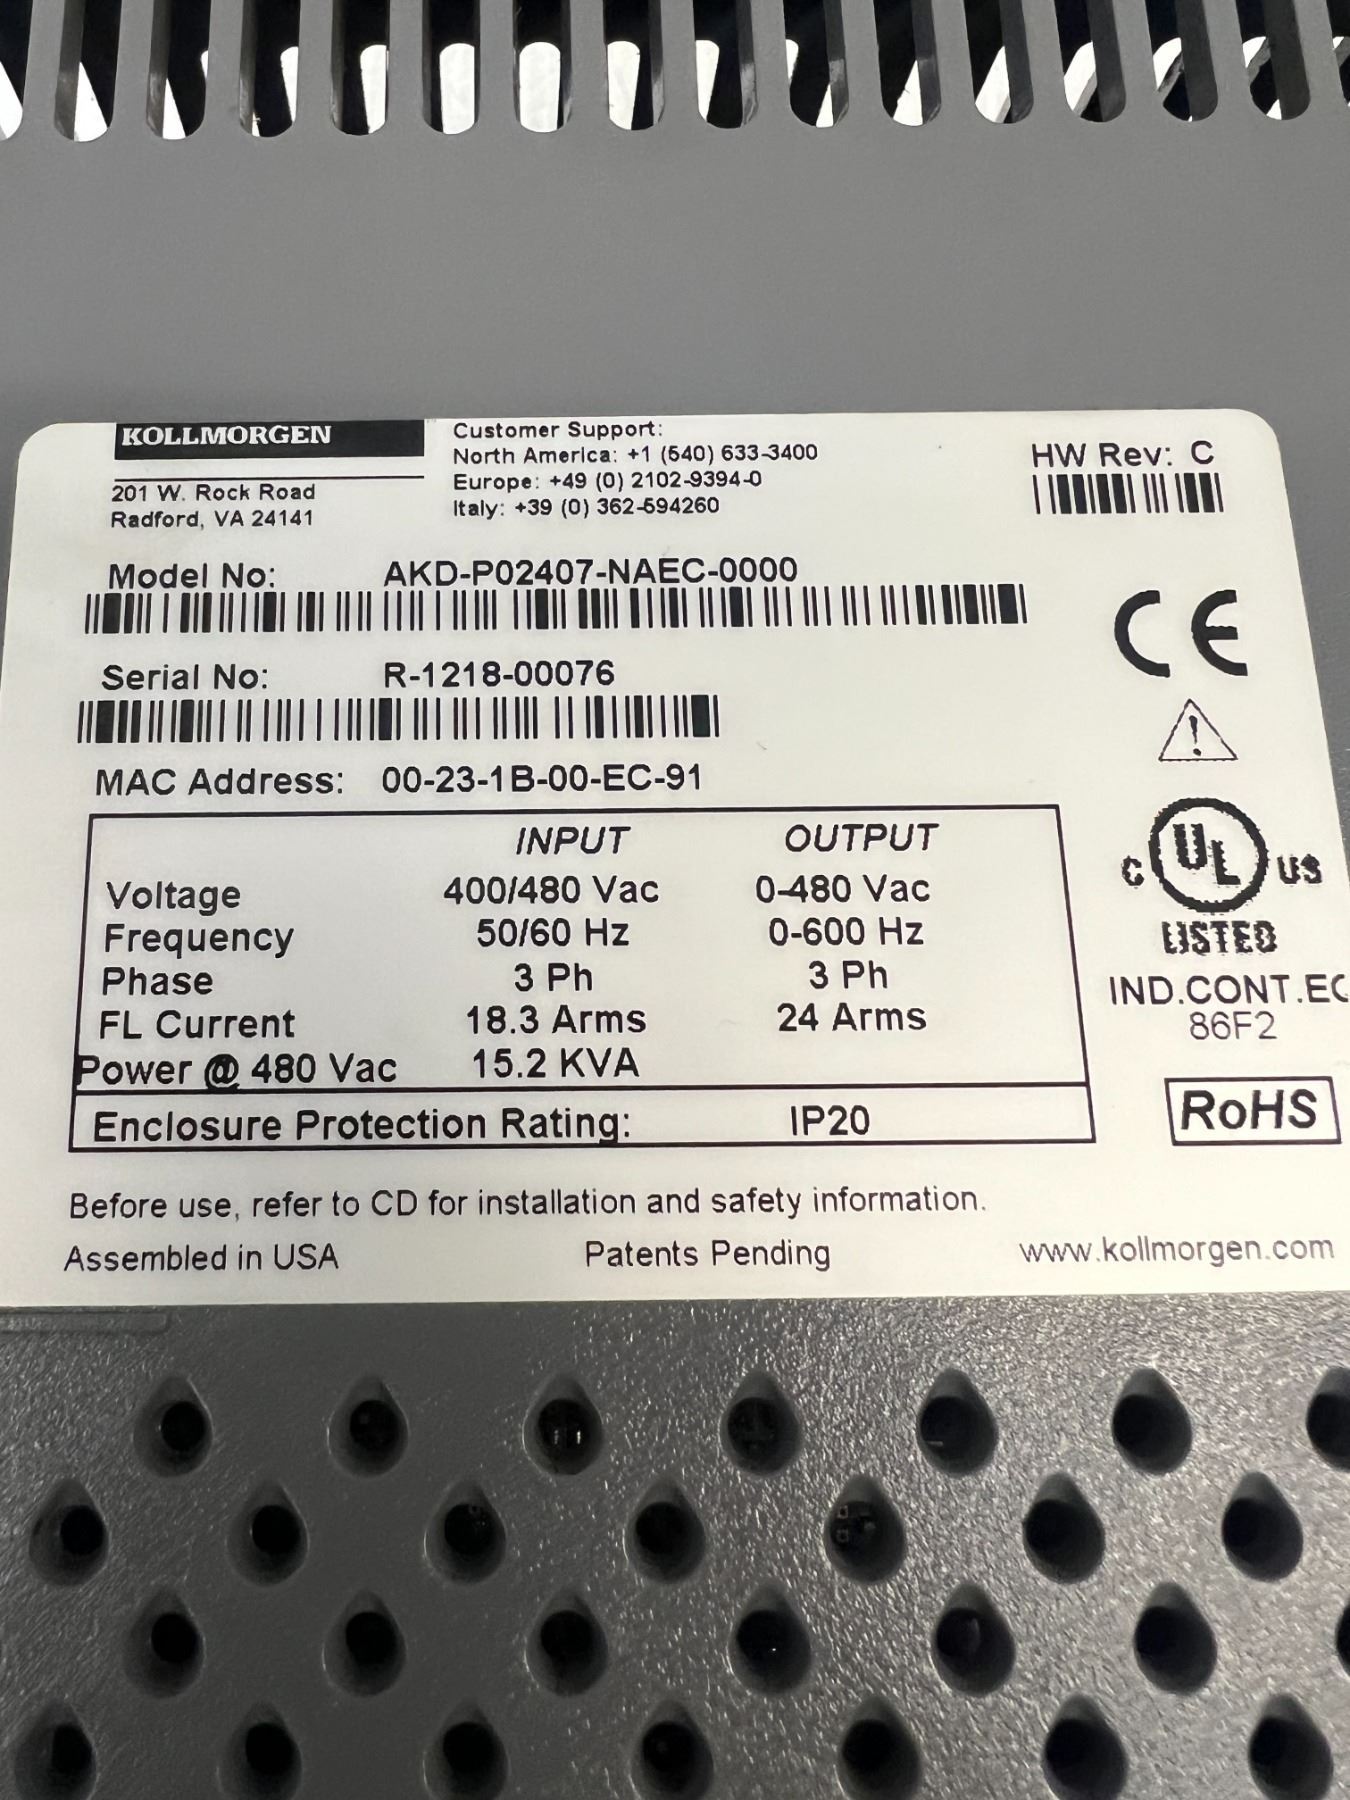 KOLLMORGEN
201 W. Rock Road
Radford, VA 24141
Customer Support:
North America: +1 (540) 633-3400
Europe: +49 (0) 2102-9394-0
Italy: +39 (0) 362-594260
HW Rev: C
Model No: AKD-P02407-NAEC-0000
Serial No: R-1218-00076
MAC Address: 00-23-1B-00-EC-91
INPUT OUTPUT
Voltage 400/480 Vac 0-480 Vac
Frequency 50/60 Hz 0-600 Hz
Phase 3 Ph 3 Ph
FL Current 18.3 Arms 24 Arms
Power @ 480 Vac 15.2 KVA
Enclosure Protection Rating: IP20
CE
C UL US
LISTED
IND.CONT.EQ
86F2
RoHS
Before use, refer to CD for installation and safety information.
Assembled in USA Patents Pending www.kollmorgen.com